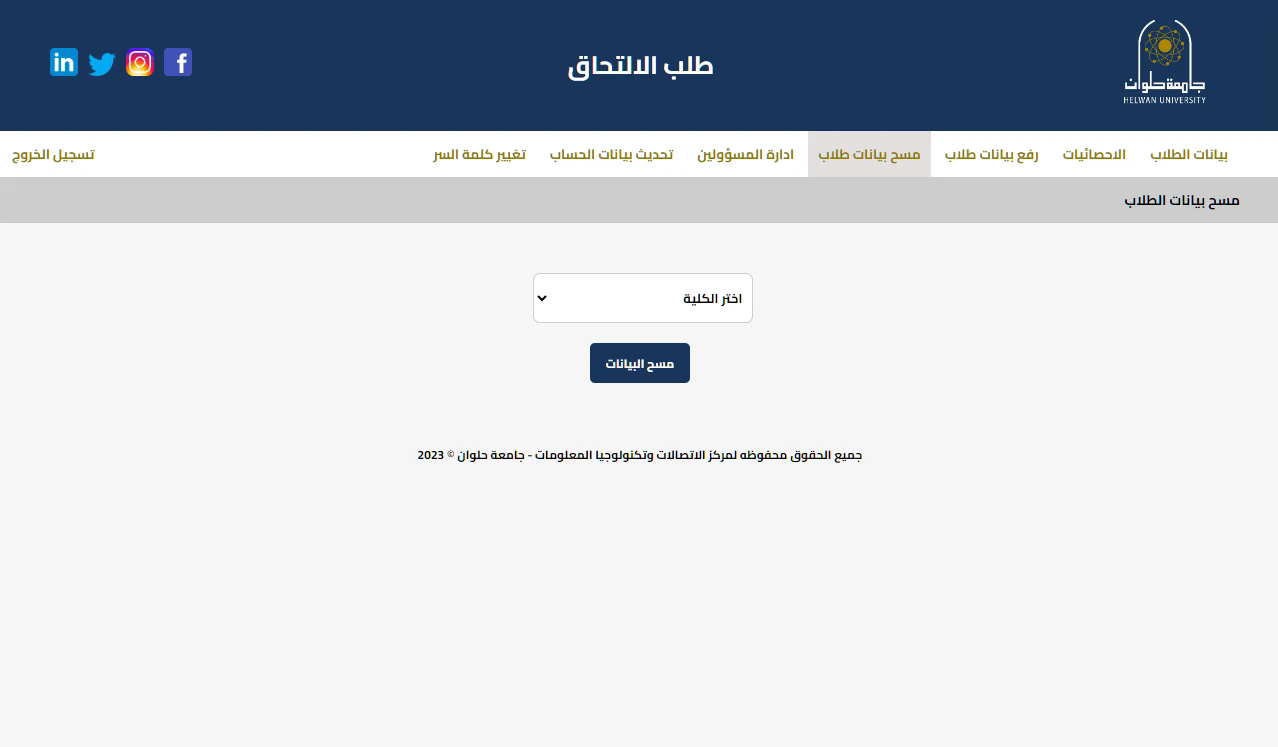 جامعة حلوان
HELWAN UNIVERSITY
طلب الالتحاق
بيانات الطلاب
الاحصائيات
رفع بيانات طلاب
مسح بيانات طلاب
ادارة المسؤولين
تحديث بيانات الحساب
تغيير كلمة السر
تسجيل الخروج
مسح بيانات الطلاب
اختر الكلية
مسح البيانات
جميع الحقوق محفوظه لمركز الاتصالات وتكنولوجيا المعلومات - جامعة حلوان © 2023